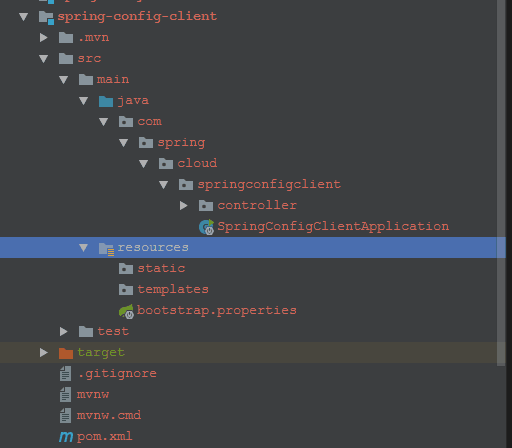 spring-config-client
.mvn
src
main
java
com
spring
cloud
springconfigclient
controller
SpringConfigClientApplication
resources
static
templates
bootstrap.properties
test
target
.gitignore
mvnw
mvnw.cmd
pom.xml